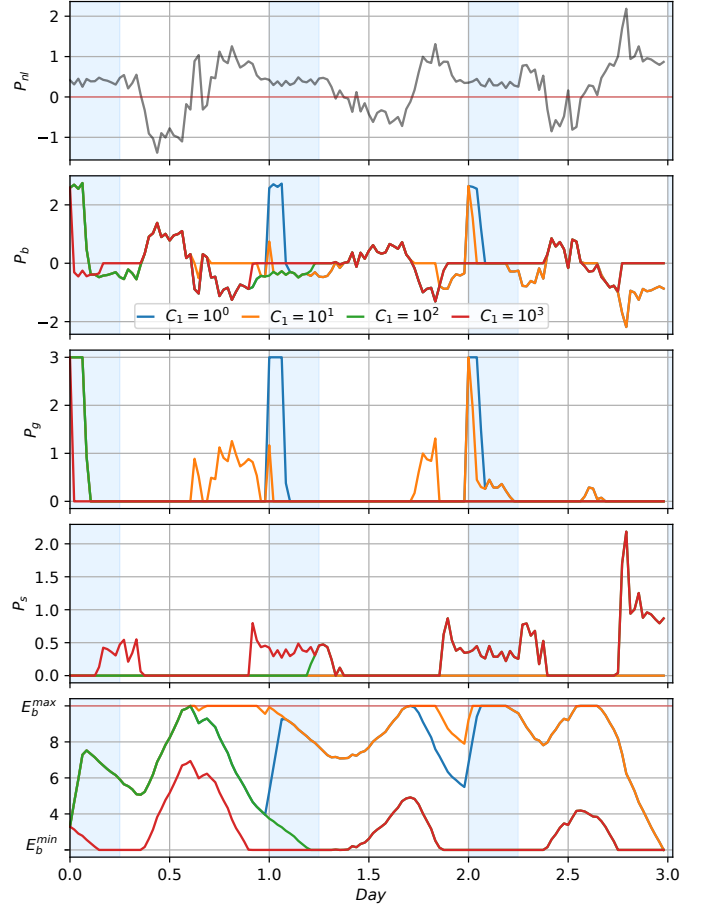 P_nl
1
0
−1
P_b
2
0
−2
C_1 = 10^0 C_1 = 10^1 C_1 = 10^2 C_1 = 10^3
P_g
3
2
1
0
P_s
2.0
1.5
1.0
0.5
0.0
E_b^max
8
6
4
E_b^min
0.0 0.5 1.0 1.5 2.0 2.5 3.0
Day